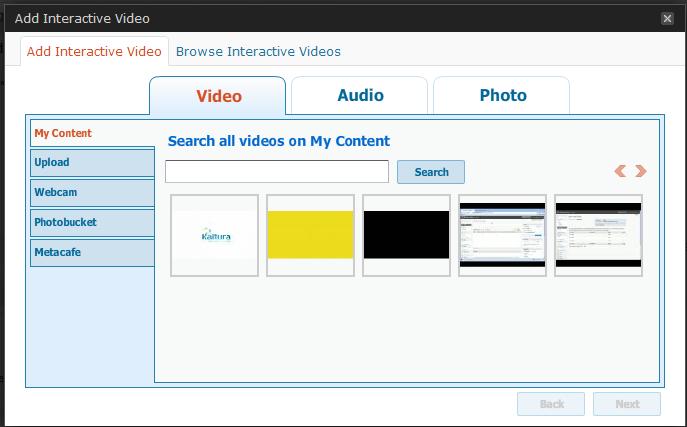 Add Interactive Video
Add Interactive Video Browse Interactive Videos
Video Audio Photo
My Content
Search all videos on My Content
Upload
Search
Webcam
Photobucket
Metacafe
Kaltura
Back Next